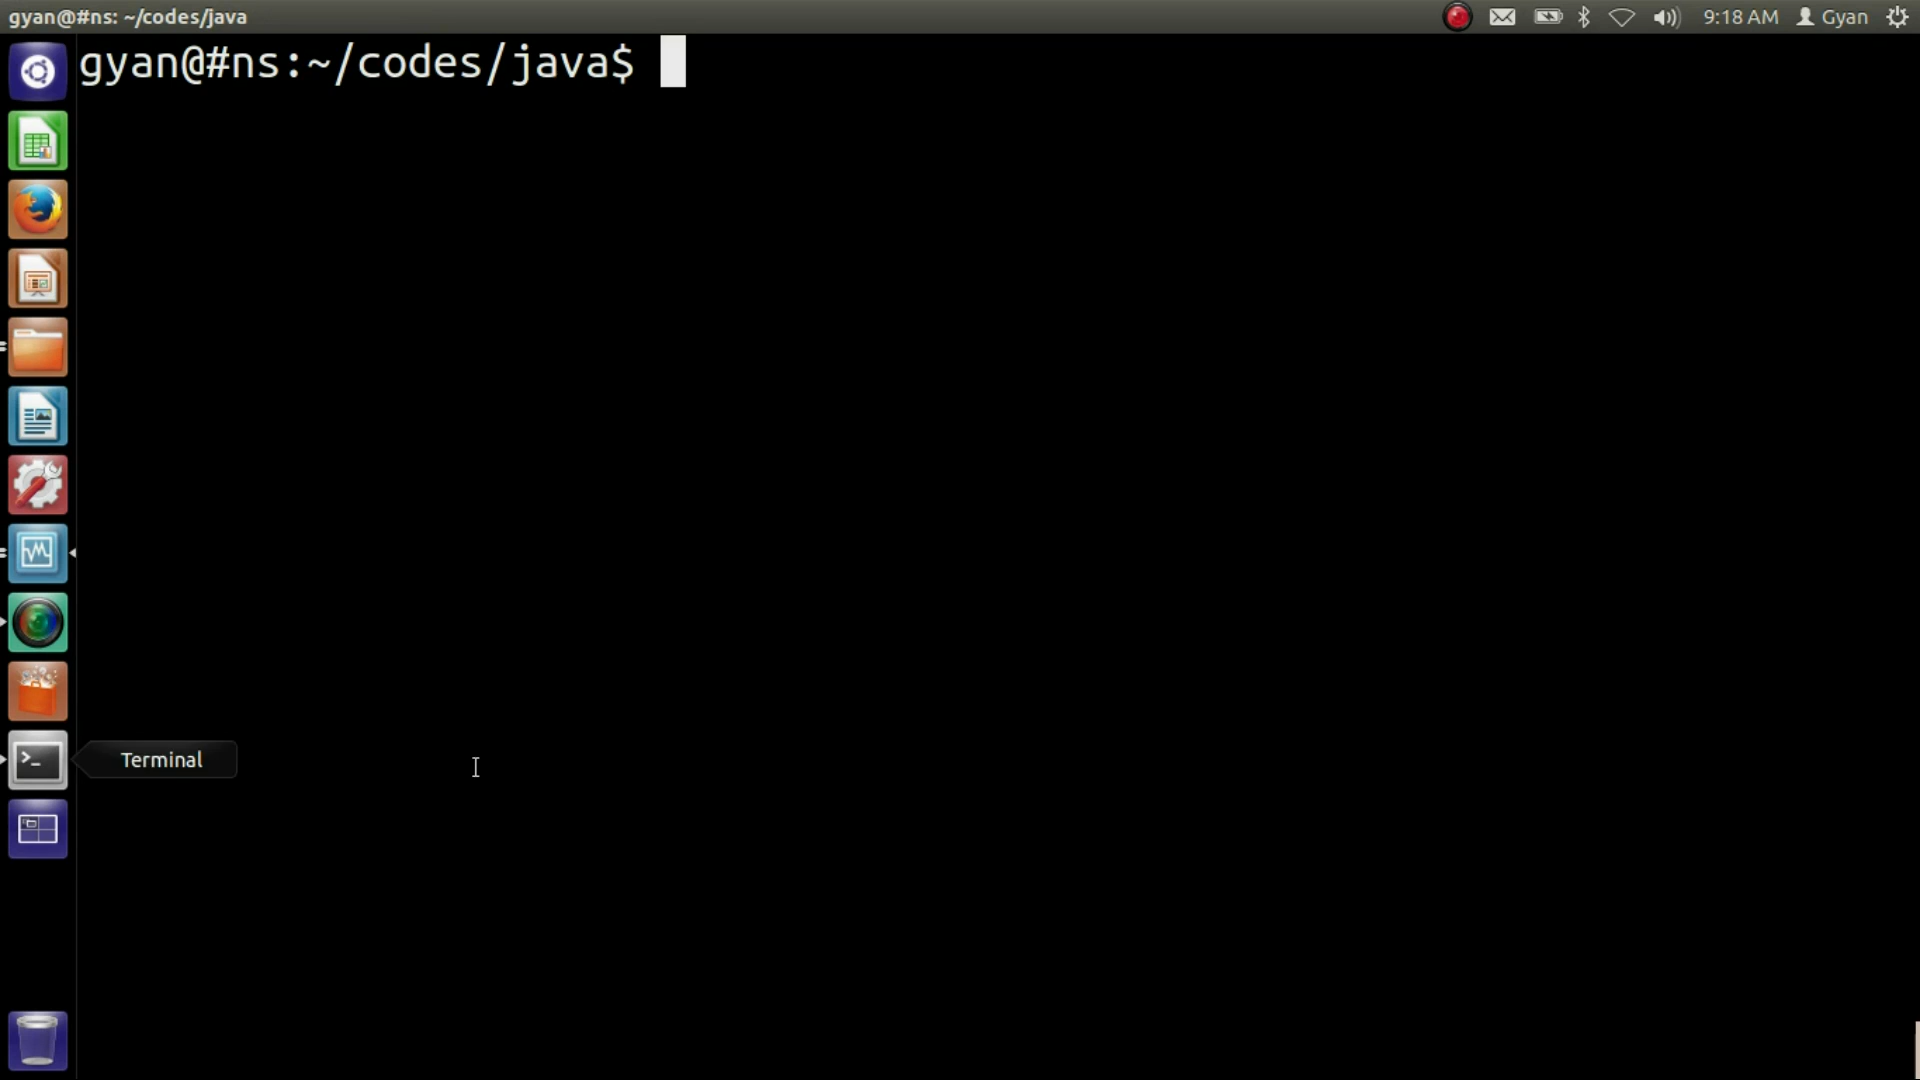 gyan@#ns: ~/codes/java
9:18 AM
Gyan
gyan@#ns:~/codes/java$
>_
Terminal